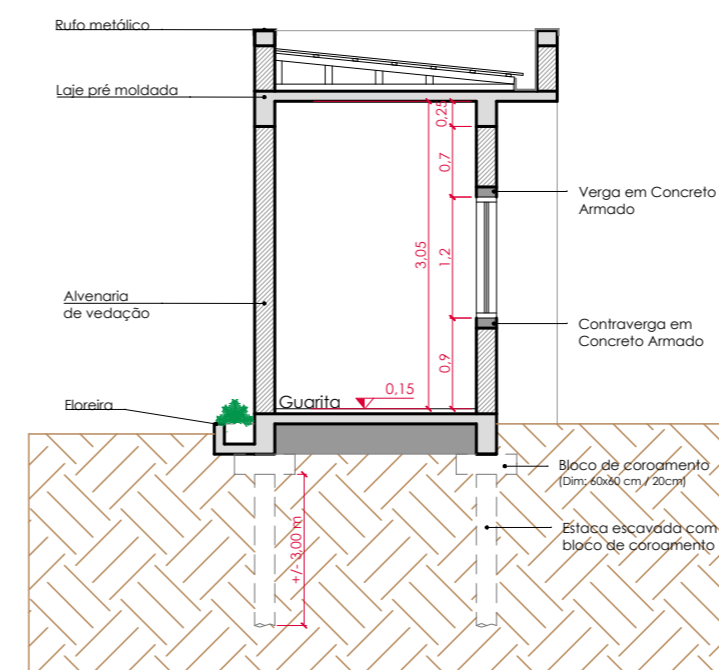 Rufo metálico
Laje pré moldada
0,25
0,7
Verga em Concreto
Armado
3,05
1,2
Alvenaria
de vedação
Contraverga em
Concreto Armado
0,9
0,15
Guarita
Floreira
Bloco de coroamento
(Dim: 60x60 cm / 20cm)
+/- 3,00 m
Estaca escavada com
bloco de coroamento